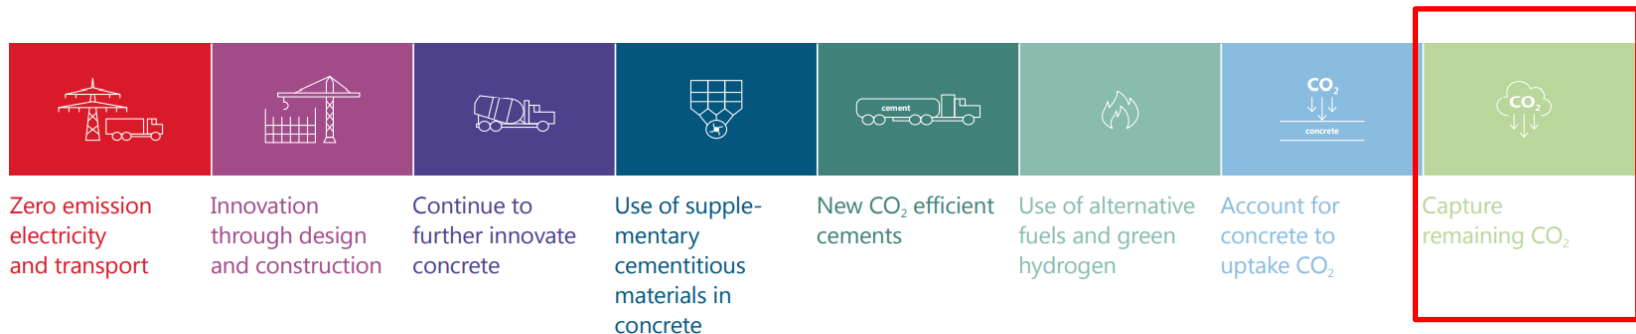 cement
CO₂
concrete
CO₂
Zero emission
electricity
and transport
Innovation
through design
and construction
Continue to
further innovate
concrete
Use of supple-
mentary
cementitious
materials in
concrete
New CO₂ efficient
cements
Use of alternative
fuels and green
hydrogen
Account for
concrete to
uptake CO₂
Capture
remaining CO₂